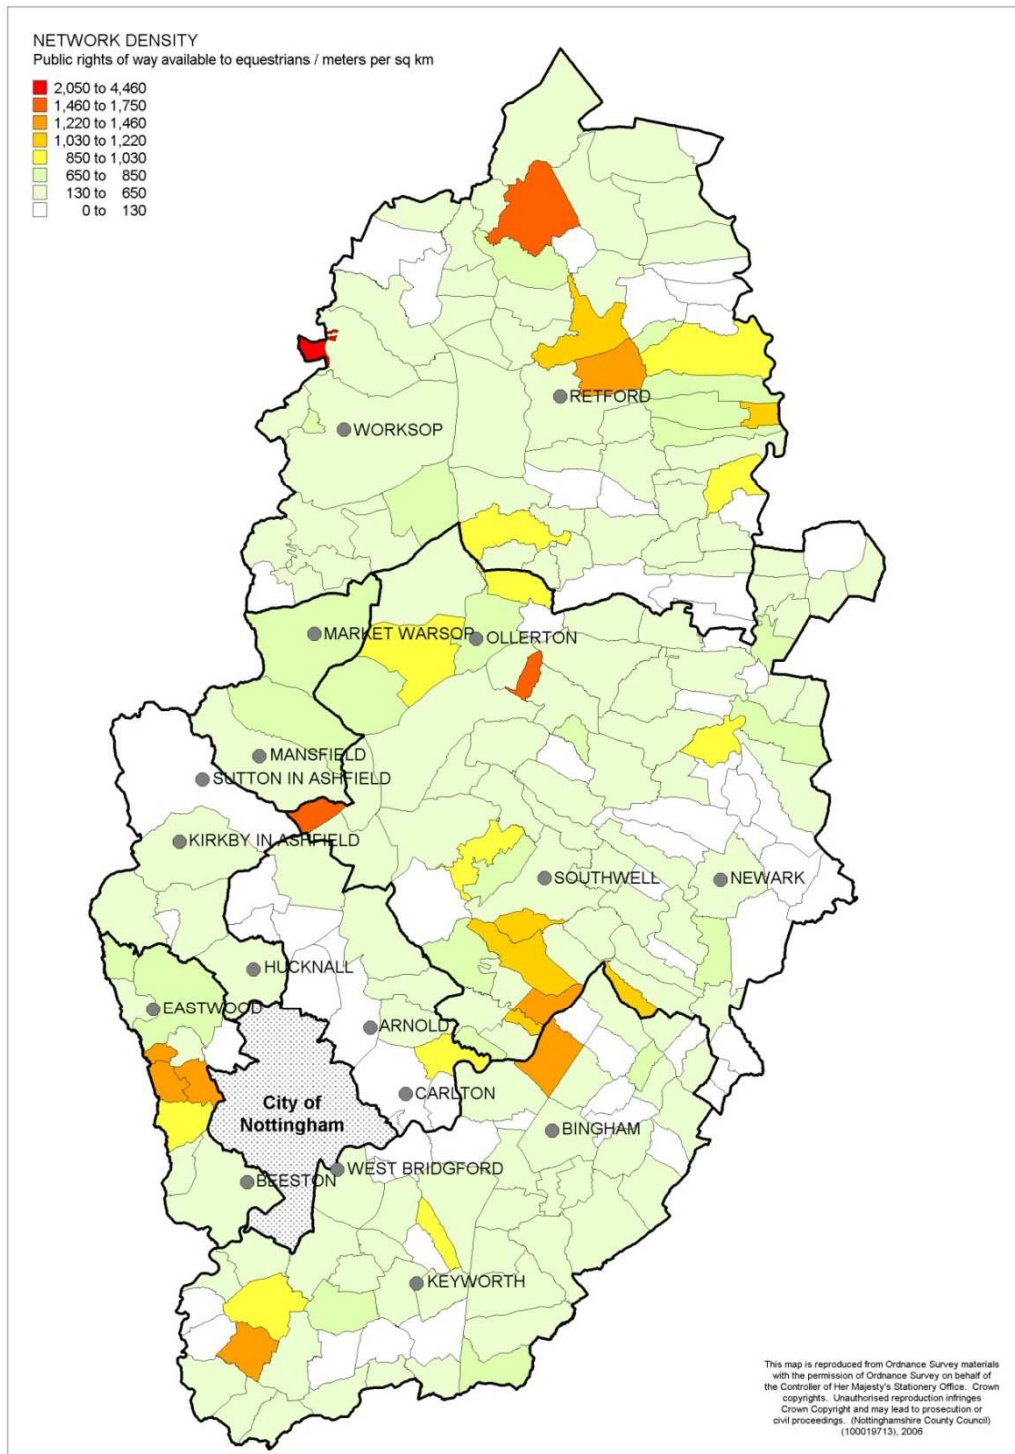 NETWORK DENSITY
Public rights of way available to equestrians / meters per sq km
2,050 to 4,460
1,460 to 1,750
1,220 to 1,460
1,030 to 1,220
850 to 1,030
650 to 850
130 to 650
0 to 130
RETFORD
WORKSOP
MARKET WARSOP
OLLERTON
MANSFIELD
SUTTON IN ASHFIELD
KIRKBY IN ASHFIELD
SOUTHWELL
NEWARK
HUCKNALL
EASTWOOD
ARNOLD
CARLTON
City of
Nottingham
BINGHAM
WEST BRIDGFORD
BEESTON
KEYWORTH
This map is reproduced from Ordnance Survey materials
with the permission of Ordnance Survey on behalf of
the Controller of Her Majesty's Stationery Office. Crown
copyrights. Unauthorised reproduction infringes
Crown Copyright and may lead to prosecution or
civil proceedings. (Nottinghamshire County Council)
(100019713), 2006